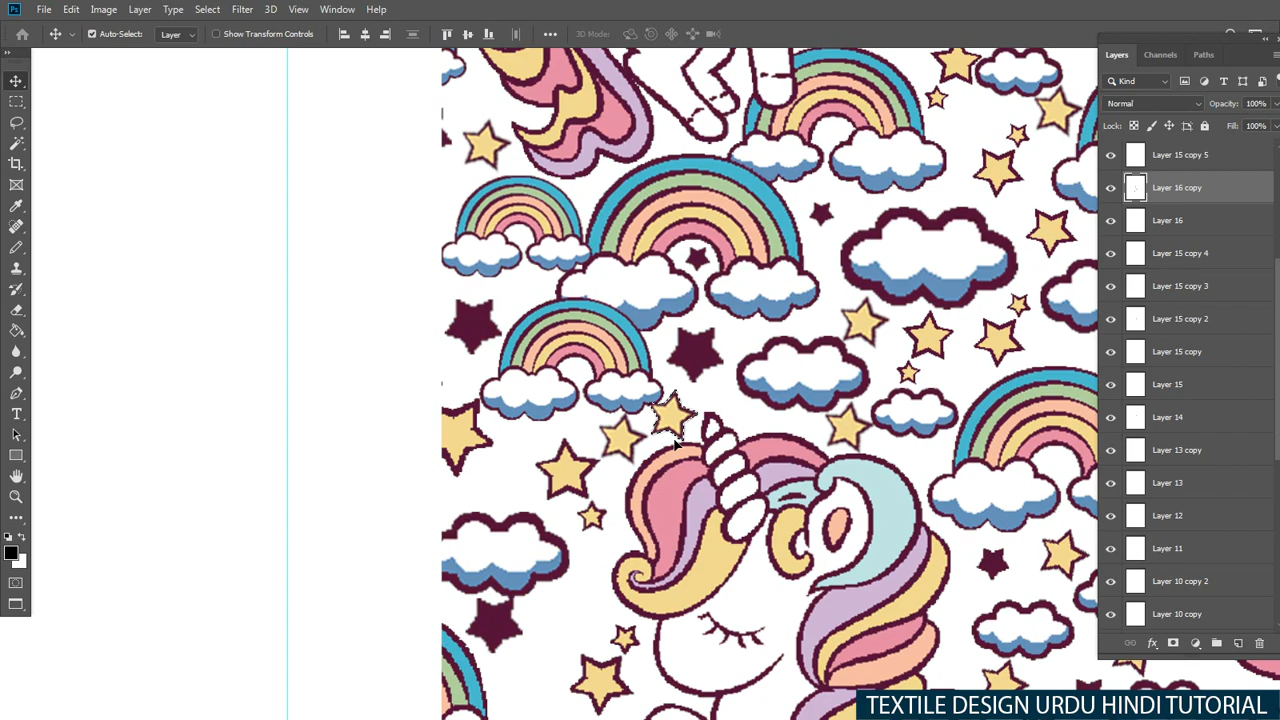 Ps File Edit Image Layer Type Select Filter 3D View Window Help
Auto-Select: Layer Show Transform Controls 3D Mode:
Layers Channels Paths
Kind
Normal Opacity: 100%
Lock: Fill: 100%
Layer 15 copy 5
Layer 16 copy
Layer 16
Layer 15 copy 4
Layer 15 copy 3
Layer 15 copy 2
Layer 15 copy
Layer 15
Layer 14
Layer 13 copy
Layer 13
Layer 12
Layer 11
Layer 10 copy 2
Layer 10 copy
TEXTILE DESIGN URDU HINDI TUTORIAL